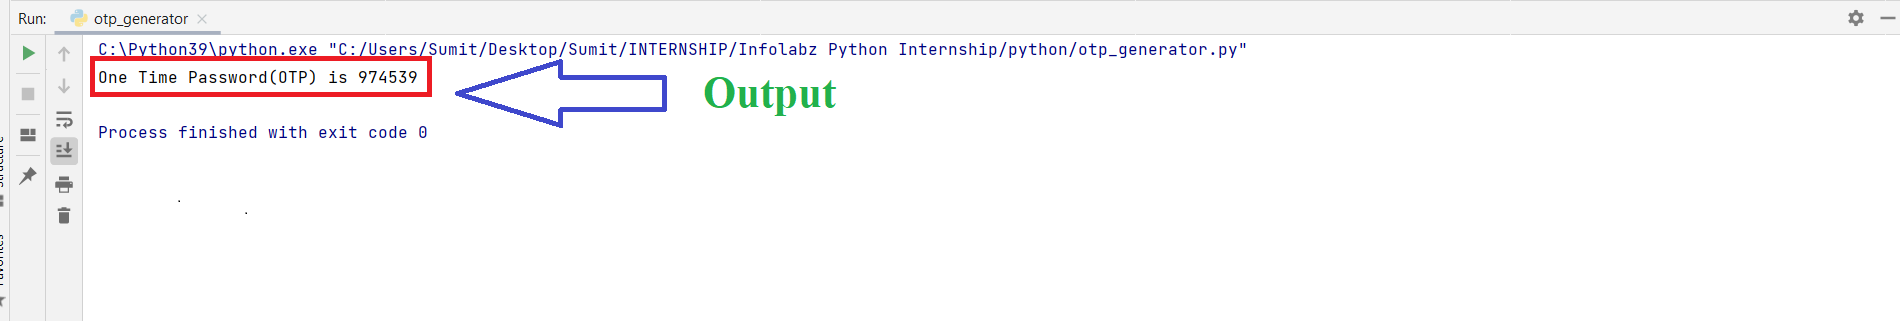 Run: otp_generator
C:\Python39\python.exe "C:/Users/Sumit/Desktop/Sumit/INTERNSHIP/Infolabz Python Internship/python/otp_generator.py"
One Time Password(OTP) is 974539
Output
Process finished with exit code 0